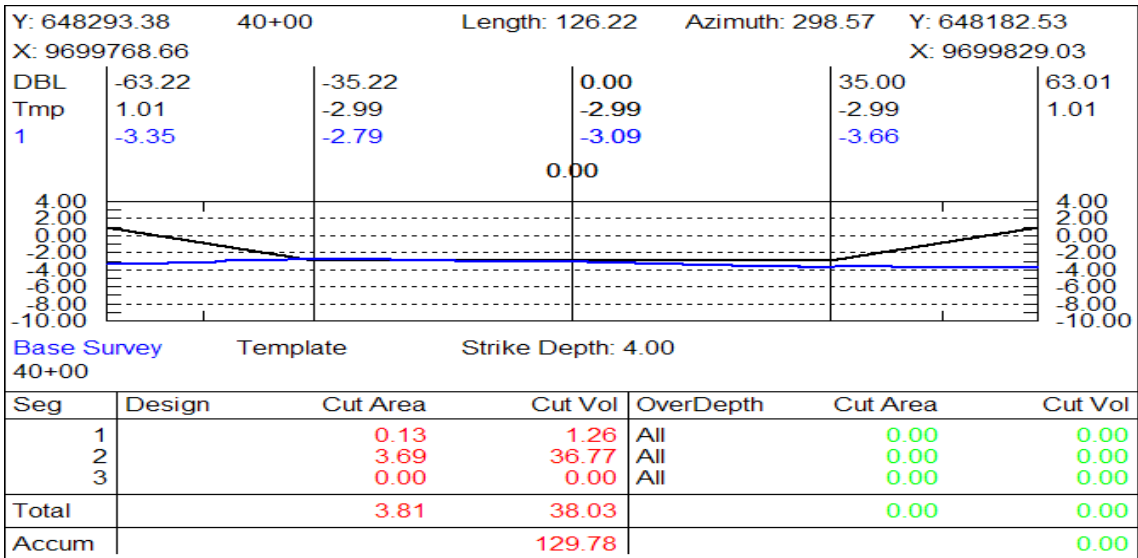 Y: 648293.38 40+00 Length: 126.22 Azimuth: 298.57 Y: 648182.53
X: 9699768.66 X: 9699829.03
DBL -63.22 -35.22 0.00 35.00 63.01
Tmp 1.01 -2.99 -2.99 -2.99 1.01
1 -3.35 -2.79 -3.09 -3.66
0.00
4.00 4.00
2.00 2.00
0.00 0.00
-2.00 -2.00
-4.00 -4.00
-6.00 -6.00
-8.00 -8.00
-10.00 -10.00
Base Survey Template Strike Depth: 4.00
40+00
Seg Design Cut Area Cut Vol OverDepth Cut Area Cut Vol
1 0.13 1.26 All 0.00 0.00
2 3.69 36.77 All 0.00 0.00
3 0.00 0.00 All 0.00 0.00
Total 3.81 38.03 0.00 0.00
Accum 129.78 0.00